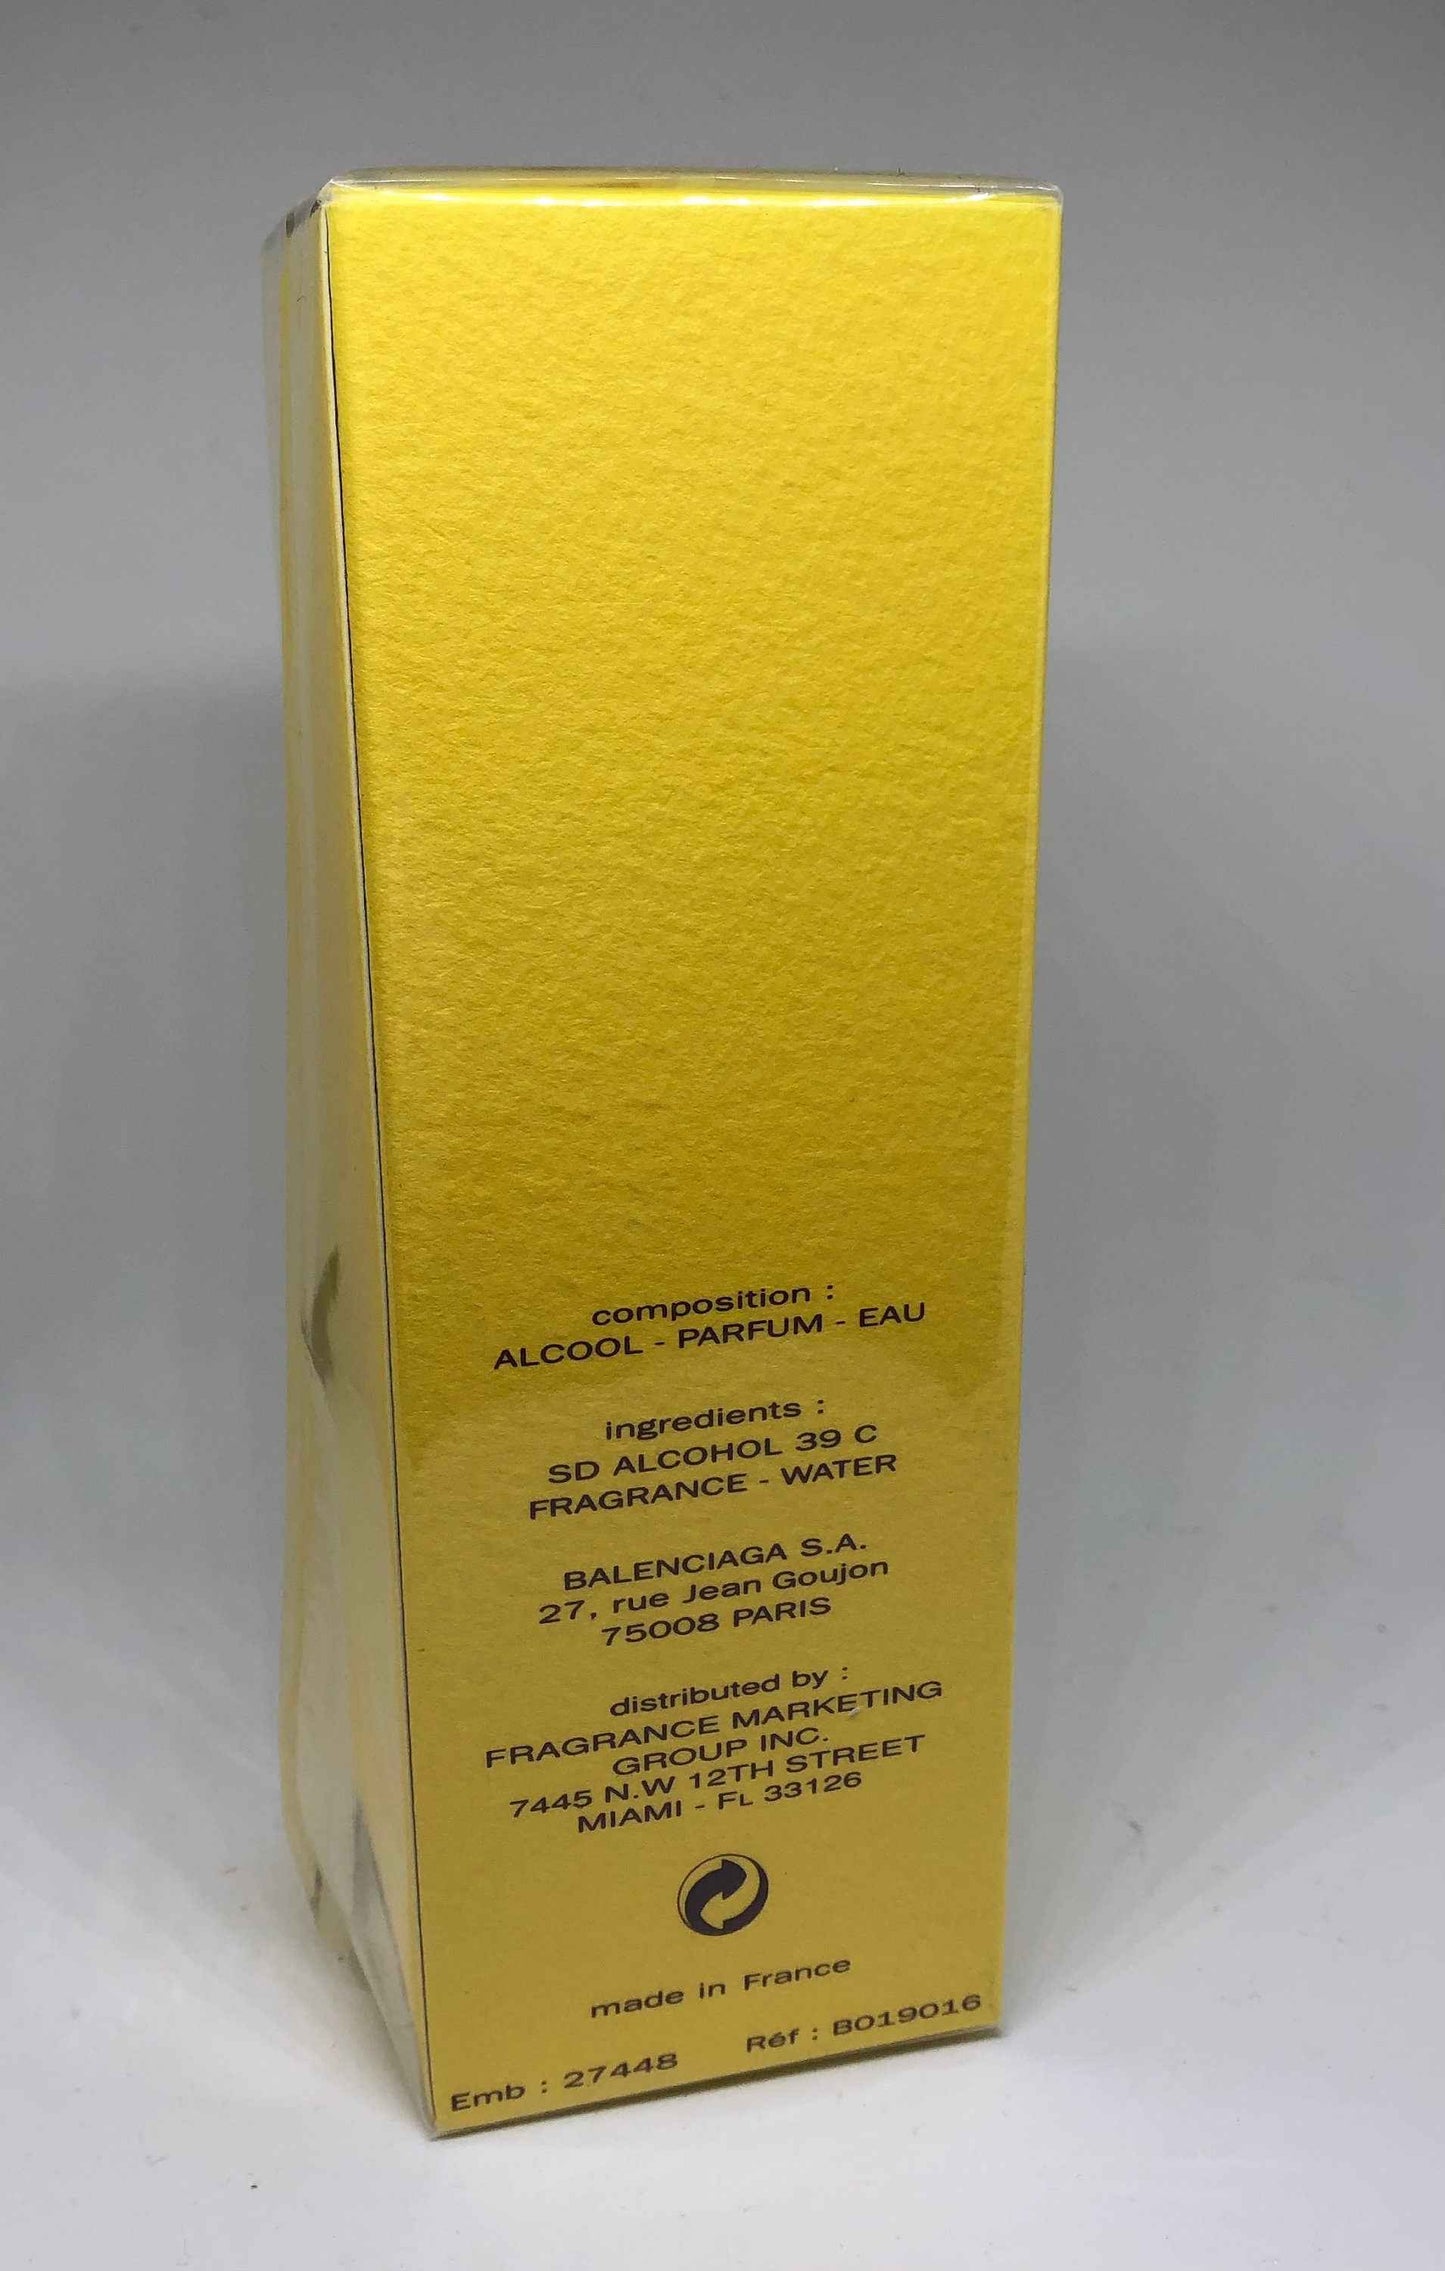 composition :
ALCOOL - PARFUM - EAU
ingredients :
SD ALCOHOL 39 C
FRAGRANCE - WATER
BALENCIAGA S.A.
27, rue Jean Goujon
75008 PARIS
distributed by :
FRAGRANCE MARKETING
GROUP INC.
7445 N.W 12TH STREET
MIAMI - FL 33126
made in France
Emb : 27448 Réf : B019016